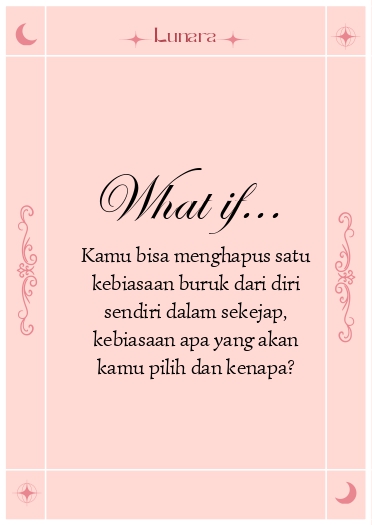 Lunara
What if...
Kamu bisa menghapus satu
kebiasaan buruk dari diri
sendiri dalam sekejap,
kebiasaan apa yang akan
kamu pilih dan kenapa?